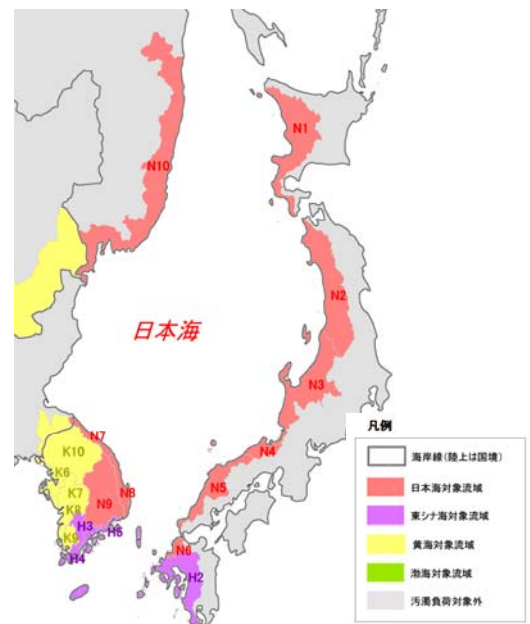 N1
N10
N2
日本海
N3
N7
N4
K10
K6
N8
N5
K7
N9
K8
H3
H5
K9
H4
N6
H2
凡例
海岸線（陸上は国境）
日本海対象流域
東シナ海対象流域
黄海対象流域
渤海対象流域
汚濁負荷対象外